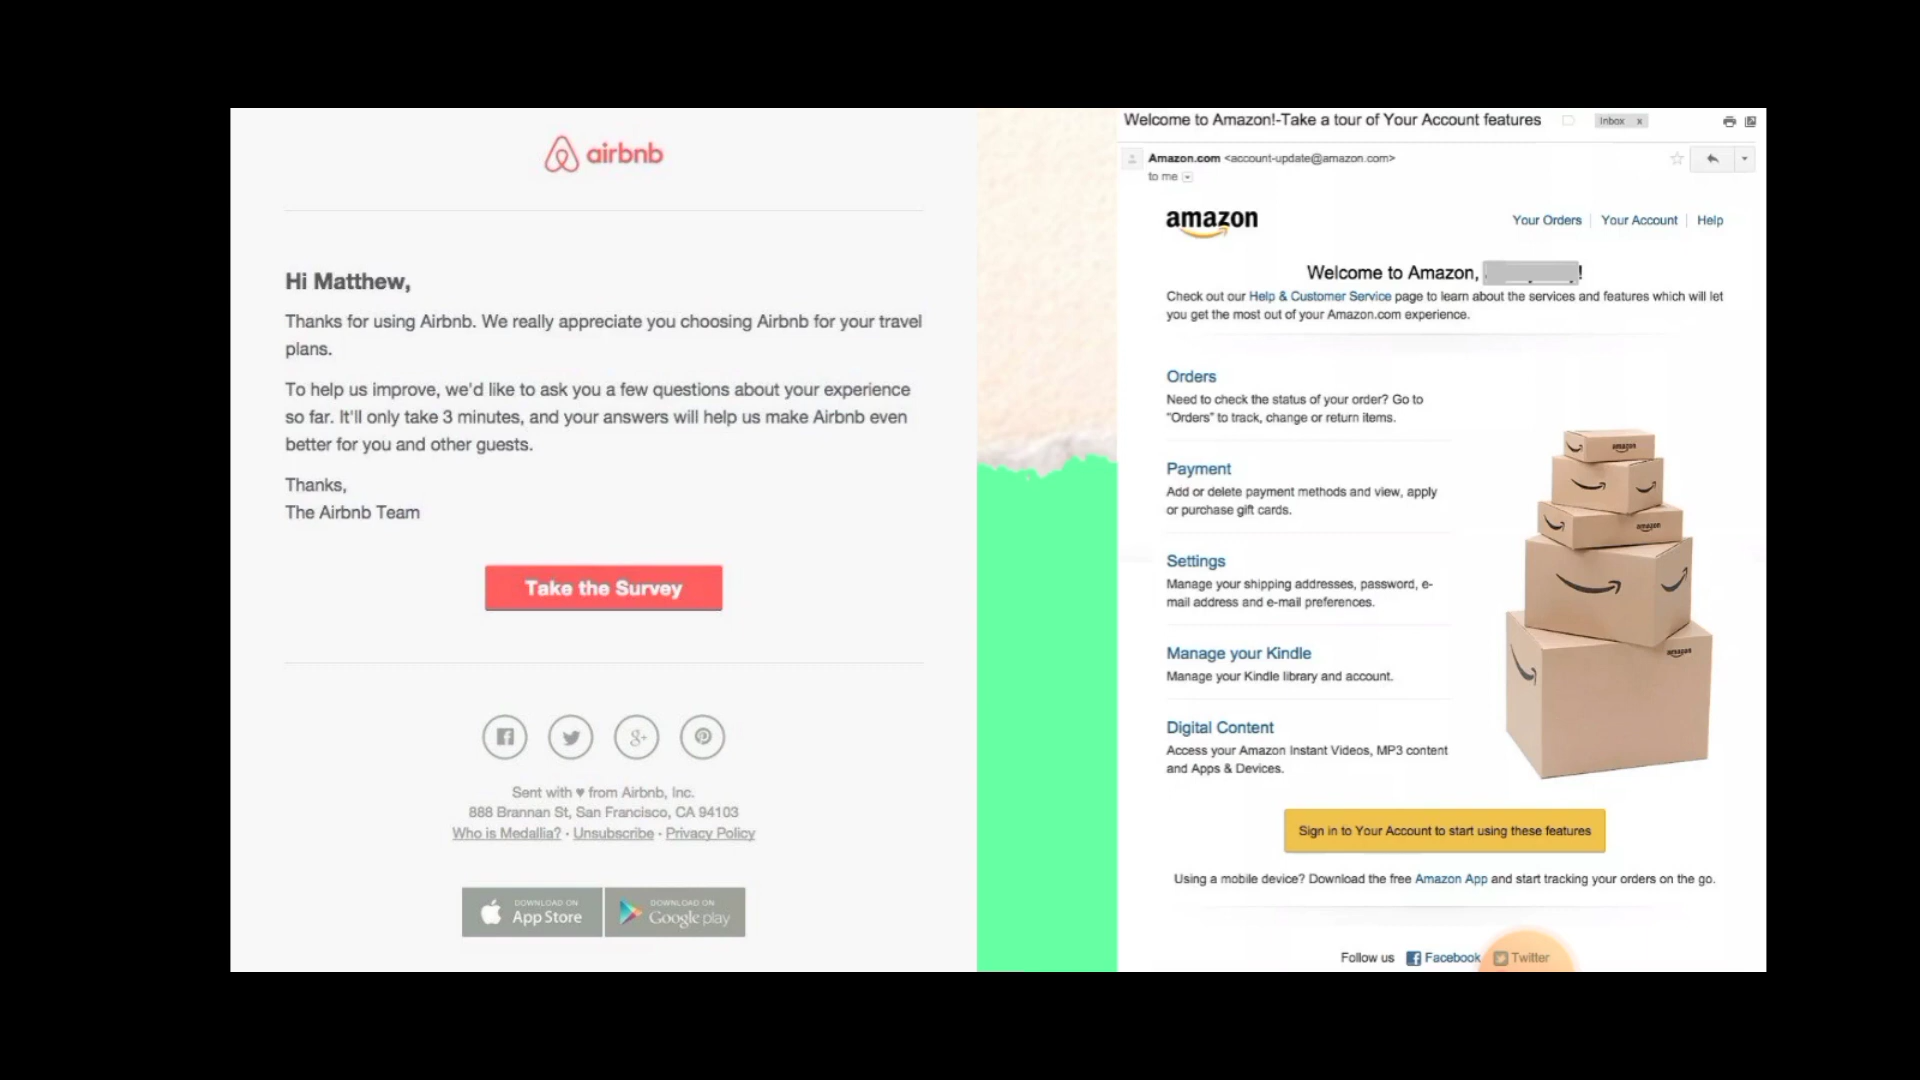 airbnb
Hi Matthew,
Thanks for using Airbnb. We really appreciate you choosing Airbnb for your travel
plans.
To help us improve, we'd like to ask you a few questions about your experience
so far. It'll only take 3 minutes, and your answers will help us make Airbnb even
better for you and other guests.
Thanks,
The Airbnb Team
Take the Survey
Sent with ♥ from Airbnb, Inc.
888 Brannan St, San Francisco, CA 94103
Who is Medallia? · Unsubscribe · Privacy Policy
DOWNLOAD ON
App Store
DOWNLOAD ON
Google play
Welcome to Amazon!-Take a tour of Your Account features
Inbox x
Amazon.com <account-update@amazon.com>
to me
amazon
Your Orders | Your Account | Help
Welcome to Amazon, !
Check out our Help & Customer Service page to learn about the services and features which will let
you get the most out of your Amazon.com experience.
Orders
Need to check the status of your order? Go to
"Orders" to track, change or return items.
Payment
Add or delete payment methods and view, apply
or purchase gift cards.
Settings
Manage your shipping addresses, password, e-
mail address and e-mail preferences.
Manage your Kindle
Manage your Kindle library and account.
Digital Content
Access your Amazon Instant Videos, MP3 content
and Apps & Devices.
amazon
amazon
amazon
Sign in to Your Account to start using these features
Using a mobile device? Download the free Amazon App and start tracking your orders on the go.
Follow us Facebook Twitter